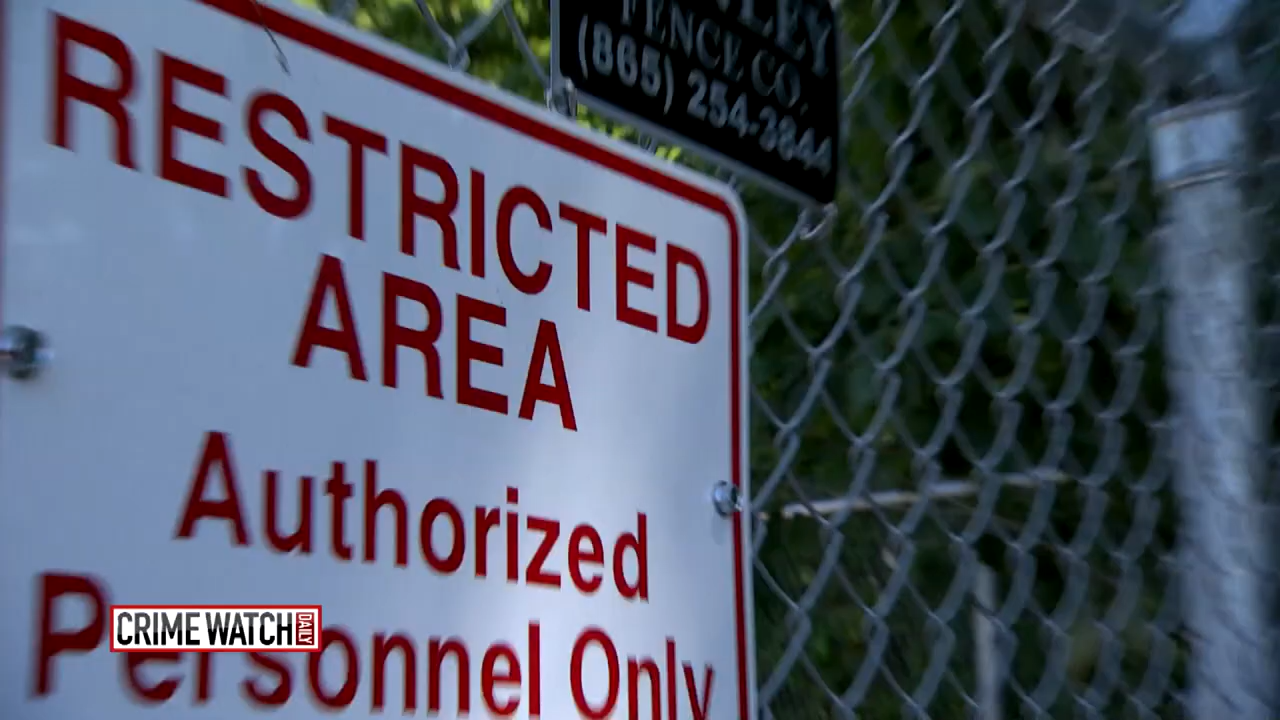 FENCE CO.
(865) 254-3844
RESTRICTED
AREA
Authorized
Personnel Only
CRIME WATCH DAILY